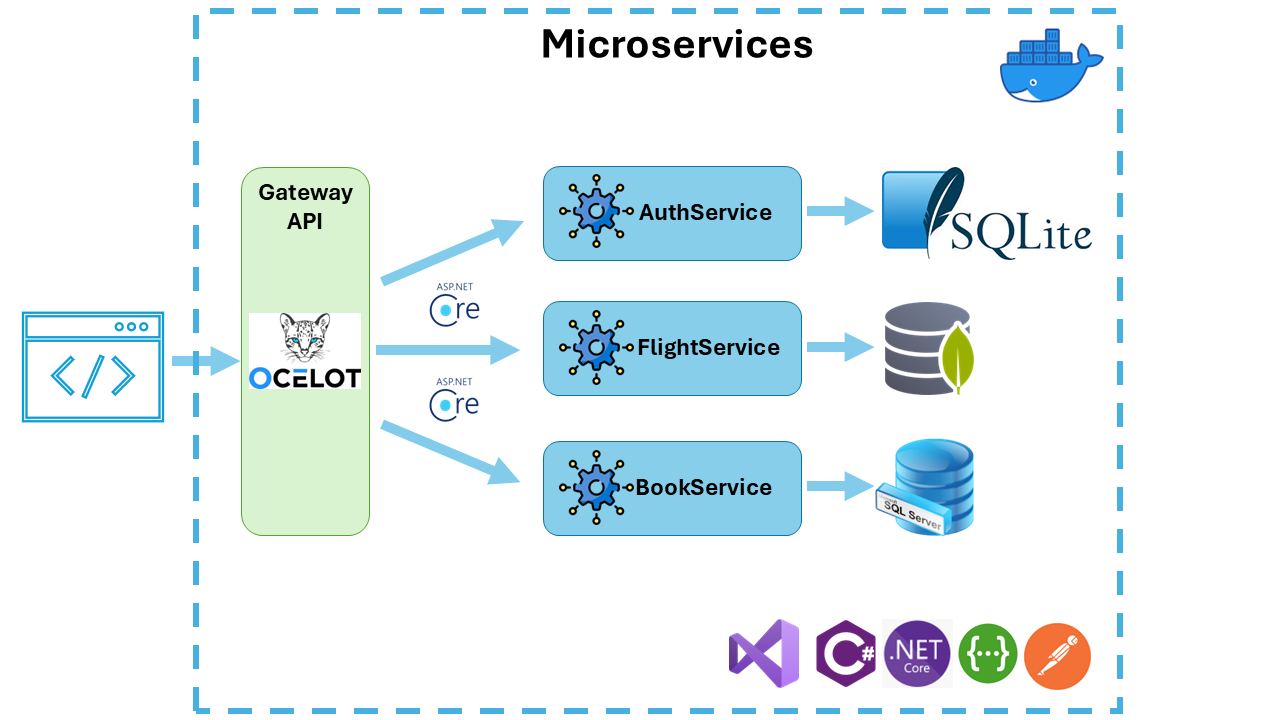 Microservices
Gateway
API
OCELOT
</>
ASP.NET
Core
ASP.NET
Core
AuthService
SQLite
FlightService
BookService
SQL Server
C#
.NET
Core
{...}